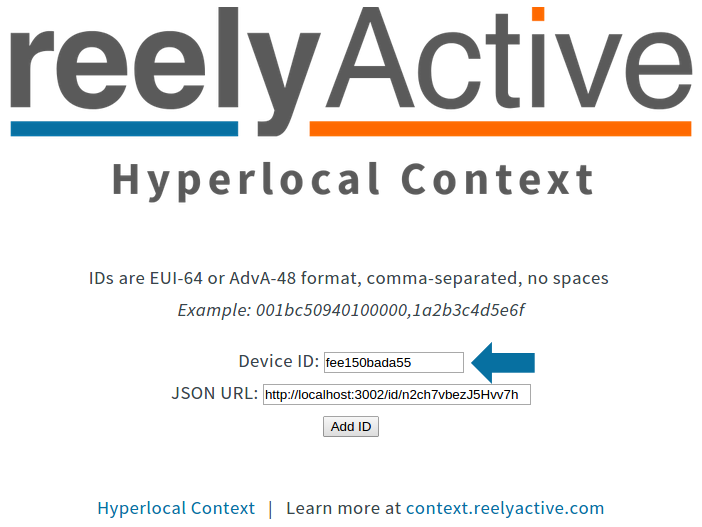 reelyActive
Hyperlocal Context
IDs are EUI-64 or AdvA-48 format, comma-separated, no spaces
Example: 001bc50940100000,1a2b3c4d5e6f
Device ID: fee150bada55
JSON URL: http://localhost:3002/id/n2ch7vbezJ5Hvv7h
Add ID
Hyperlocal Context | Learn more at context.reelyactive.com